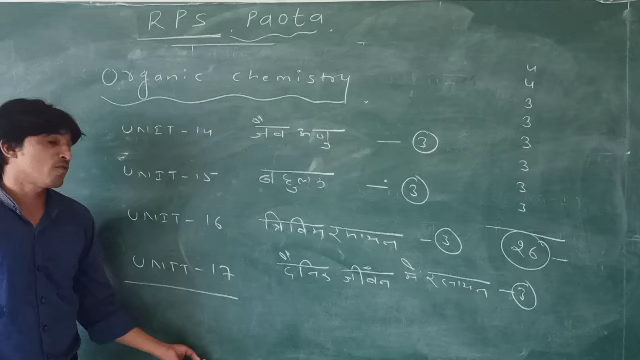 RPS Paota
Organic chemistry
UNIT-14 जैव अणु - 3
UNIT-15 बहुलक - 3
UNIT-16 त्रिविम रसायन - 3
UNIT-17 दैनिक जीवन में रसायन - 3
4
4
3
3
3
3
3
3
26